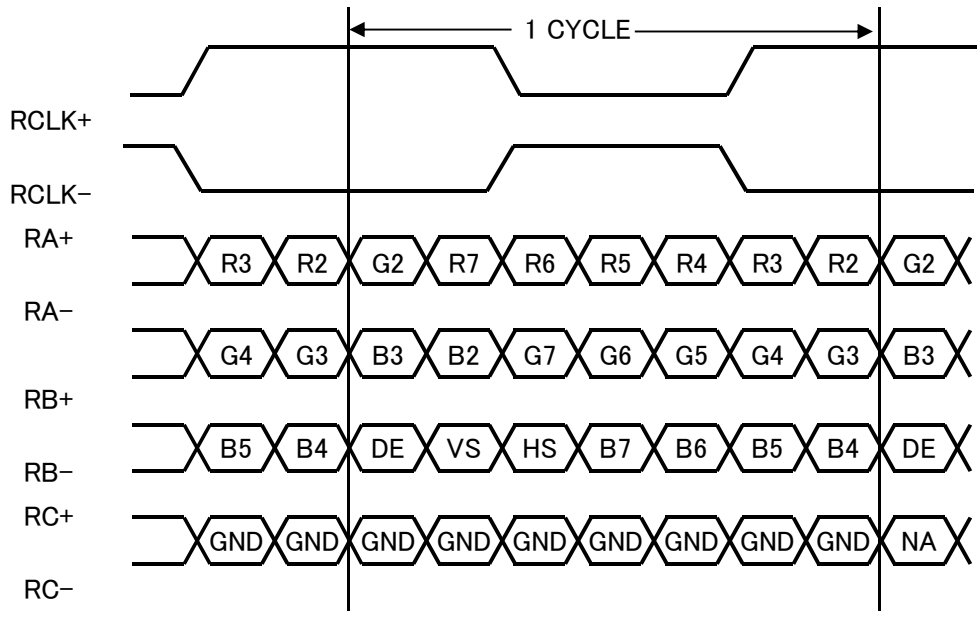 1 CYCLE
RCLK+
RCLK-
RA+
R3 R2 G2 R7 R6 R5 R4 R3 R2 G2
RA-
G4 G3 B3 B2 G7 G6 G5 G4 G3 B3
RB+
B5 B4 DE VS HS B7 B6 B5 B4 DE
RB-
RC+
GND GND GND GND GND GND GND GND GND NA
RC-